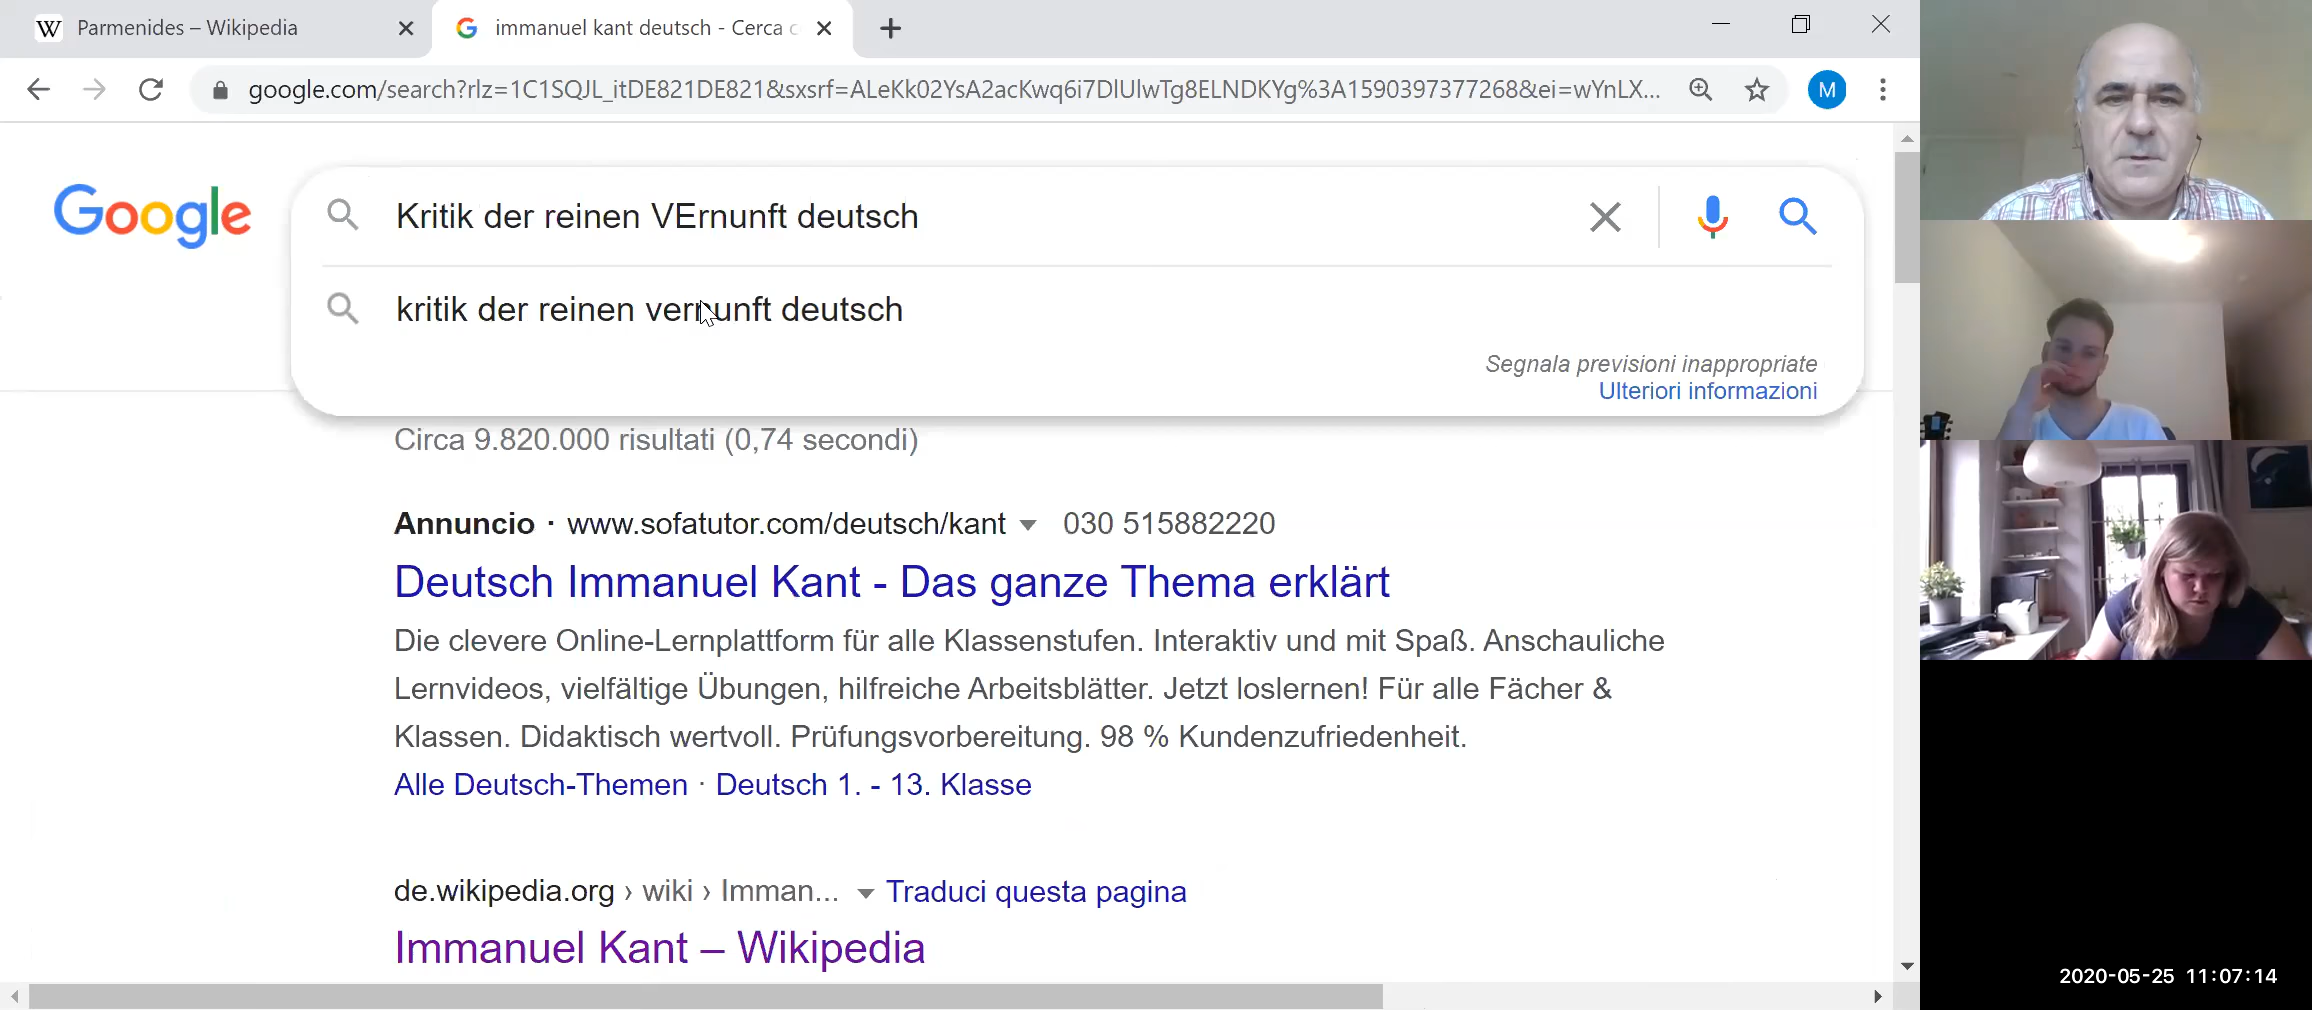 Parmenides – Wikipedia
immanuel kant deutsch - Cerca c
google.com/search?rlz=1C1SQJL_itDE821DE821&sxsrf=ALeKk02YsA2acKwq6i7DlUlwTg8ELNDKYg%3A1590397377268&ei=wYnLX...
M
Google
Kritik der reinen VErnunft deutsch
kritik der reinen vernunft deutsch
Segnala previsioni inappropriate
Ulteriori informazioni
Circa 9.820.000 risultati (0,74 secondi)
Annuncio · www.sofatutor.com/deutsch/kant 030 515882220
Deutsch Immanuel Kant - Das ganze Thema erklärt
Die clevere Online-Lernplattform für alle Klassenstufen. Interaktiv und mit Spaß. Anschauliche
Lernvideos, vielfältige Übungen, hilfreiche Arbeitsblätter. Jetzt loslernen! Für alle Fächer &
Klassen. Didaktisch wertvoll. Prüfungsvorbereitung. 98 % Kundenzufriedenheit.
Alle Deutsch-Themen · Deutsch 1. - 13. Klasse
de.wikipedia.org › wiki › Imman... Traduci questa pagina
Immanuel Kant – Wikipedia
2020-05-25 11:07:14